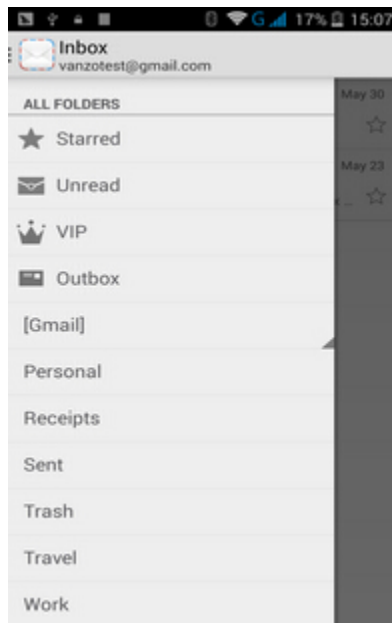 G 17% 15:07
Inbox
vanzotest@gmail.com
ALL FOLDERS
May 30
Starred
May 23
Unread
VIP
Outbox
[Gmail]
Personal
Receipts
Sent
Trash
Travel
Work